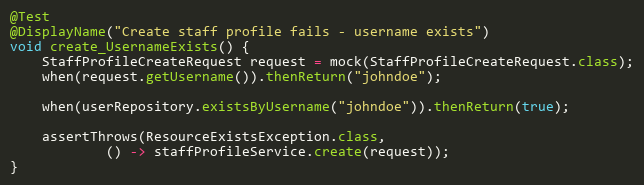 @Test
@DisplayName("Create staff profile fails - username exists")
void create_UsernameExists() {
    StaffProfileCreateRequest request = mock(StaffProfileCreateRequest.class);
    when(request.getUsername()).thenReturn("johndoe");

    when(userRepository.existsByUsername("johndoe")).thenReturn(true);

    assertThrows(ResourceExistsException.class,
            () -> staffProfileService.create(request));
}